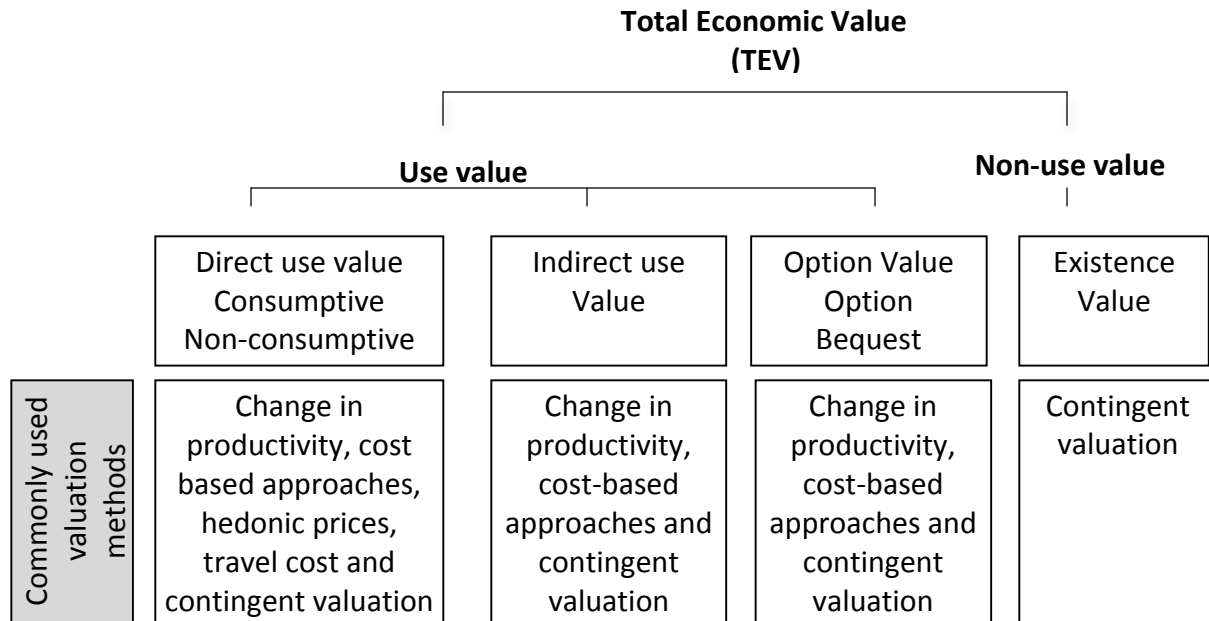 Total Economic Value
(TEV)
Use value
Non-use value
Direct use value
Consumptive
Non-consumptive
Indirect use
Value
Option Value
Option
Bequest
Existence
Value
Commonly used
valuation
methods
Change in
productivity, cost
based approaches,
hedonic prices,
travel cost and
contingent valuation
Change in
productivity,
cost-based
approaches and
contingent
valuation
Change in
productivity,
cost-based
approaches and
contingent
valuation
Contingent
valuation